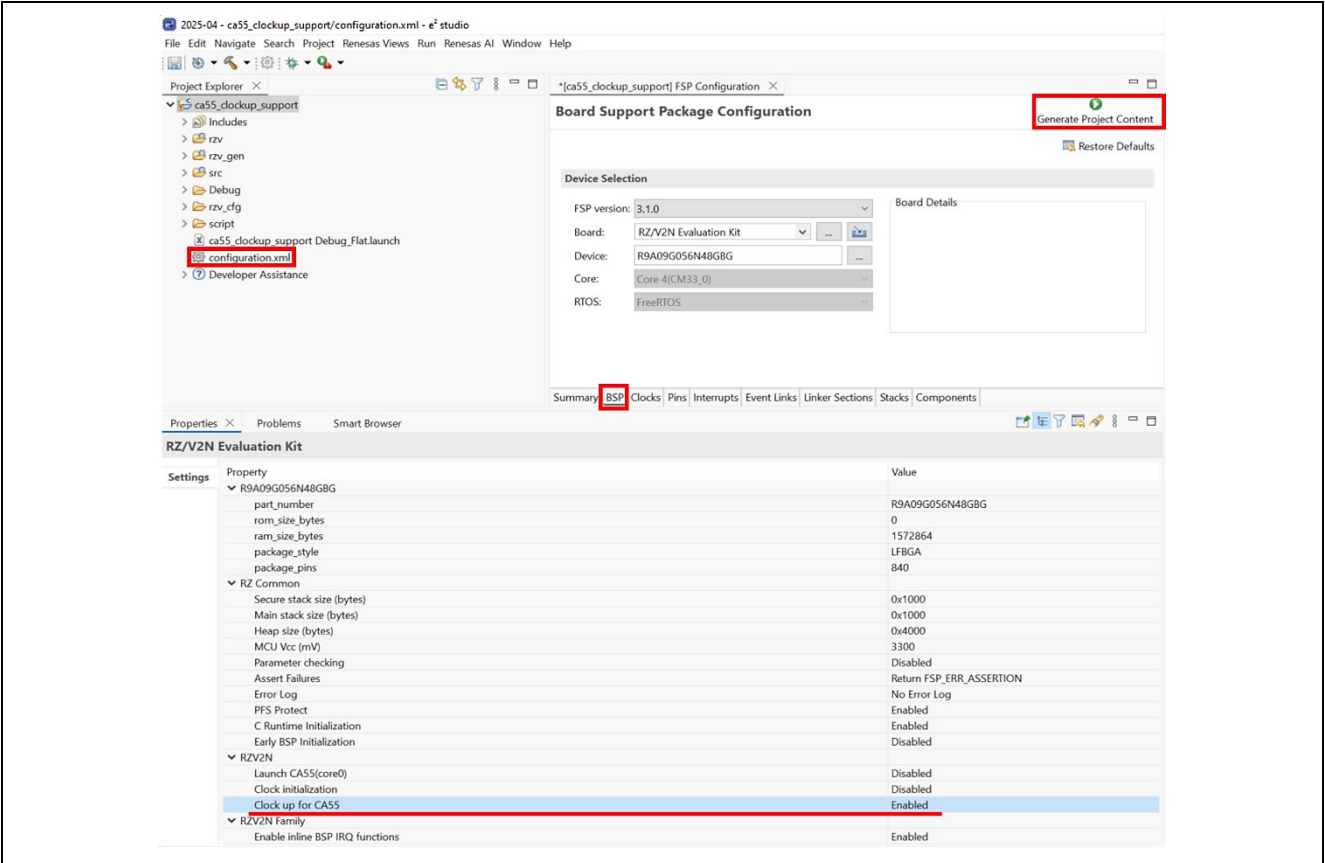 2025-04 - ca55_clockup_support/configuration.xml - e² studio
File Edit Navigate Search Project Renesas Views Run Renesas AI Window Help
Project Explorer
ca55_clockup_support
Includes
rzv
rzv_gen
src
Debug
rzv_cfg
script
ca55_clockup_support Debug_Flat.launch
configuration.xml
Developer Assistance
*[ca55_clockup_support] FSP Configuration
Board Support Package Configuration
Generate Project Content
Restore Defaults
Device Selection
FSP version: 3.1.0
Board: RZ/V2N Evaluation Kit ...
Device: R9A09G056N48GBG ...
Core: Core 4(CM33_0)
RTOS: FreeRTOS
Board Details
Summary BSP Clocks Pins Interrupts Event Links Linker Sections Stacks Components
Properties Problems Smart Browser
RZ/V2N Evaluation Kit
Settings
Property Value
R9A09G056N48GBG
part_number R9A09G056N48GBG
rom_size_bytes 0
ram_size_bytes 1572864
package_style LFBGA
package_pins 840
RZ Common
Secure stack size (bytes) 0x1000
Main stack size (bytes) 0x1000
Heap size (bytes) 0x4000
MCU Vcc (mV) 3300
Parameter checking Disabled
Assert Failures Return FSP_ERR_ASSERTION
Error Log No Error Log
PFS Protect Enabled
C Runtime Initialization Enabled
Early BSP Initialization Disabled
RZV2N
Launch CA55(core0) Disabled
Clock initialization Disabled
Clock up for CA55 Enabled
RZV2N Family
Enable inline BSP IRQ functions Enabled